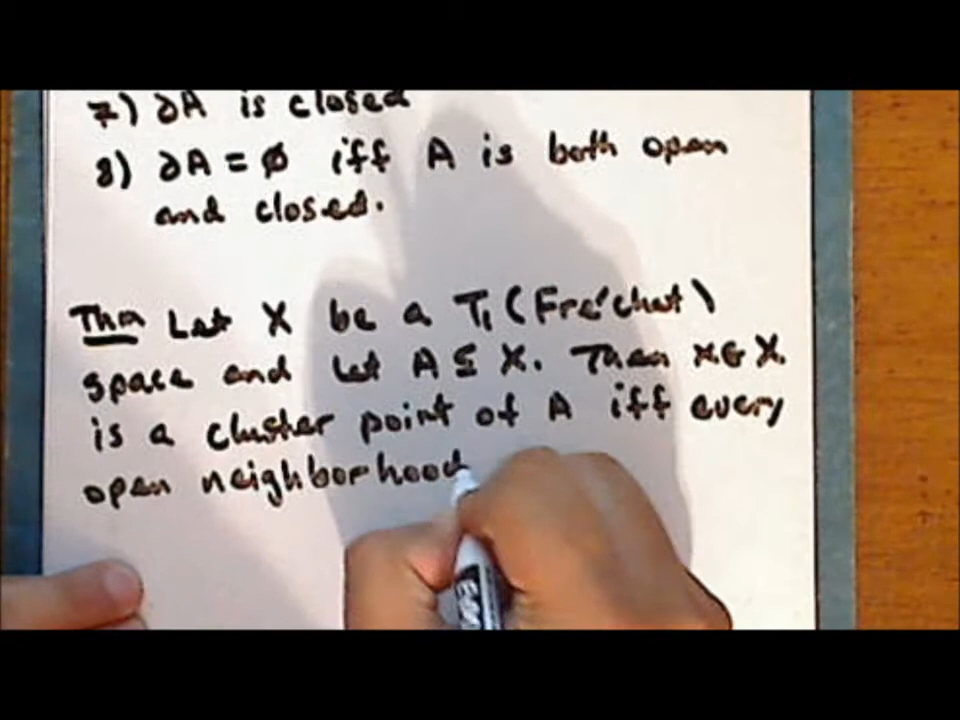 7) ∂A is closed
8) ∂A = ∅ iff A is both open
and closed.
Thm Let X be a T₁ (Fréchet)
space and let A ⊆ X. Then x ∈ X.
is a cluster point of A iff every
open neighborhood